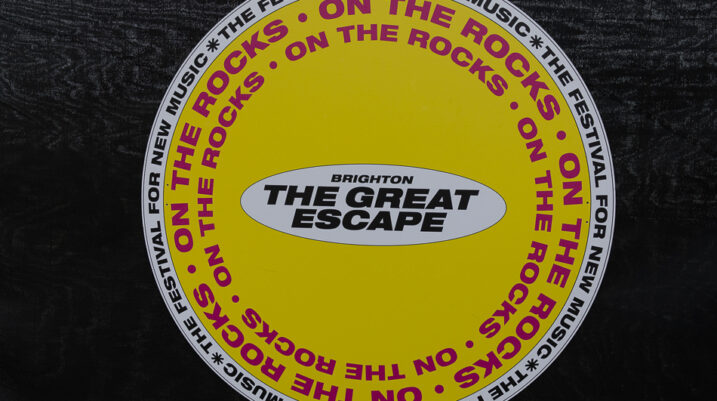 MUSIC * THE FESTIVAL FOR NEW MUSIC * THE
NEW MUSIC * THE FESTIVAL FOR NEW MUSIC * THE
ON THE ROCKS • ON THE ROCKS • ON THE ROCKS • ON THE ROCKS •
ON THE ROCKS • ON THE ROCKS • ON THE ROCKS • ON THE ROCKS •
BRIGHTON
THE GREAT
ESCAPE